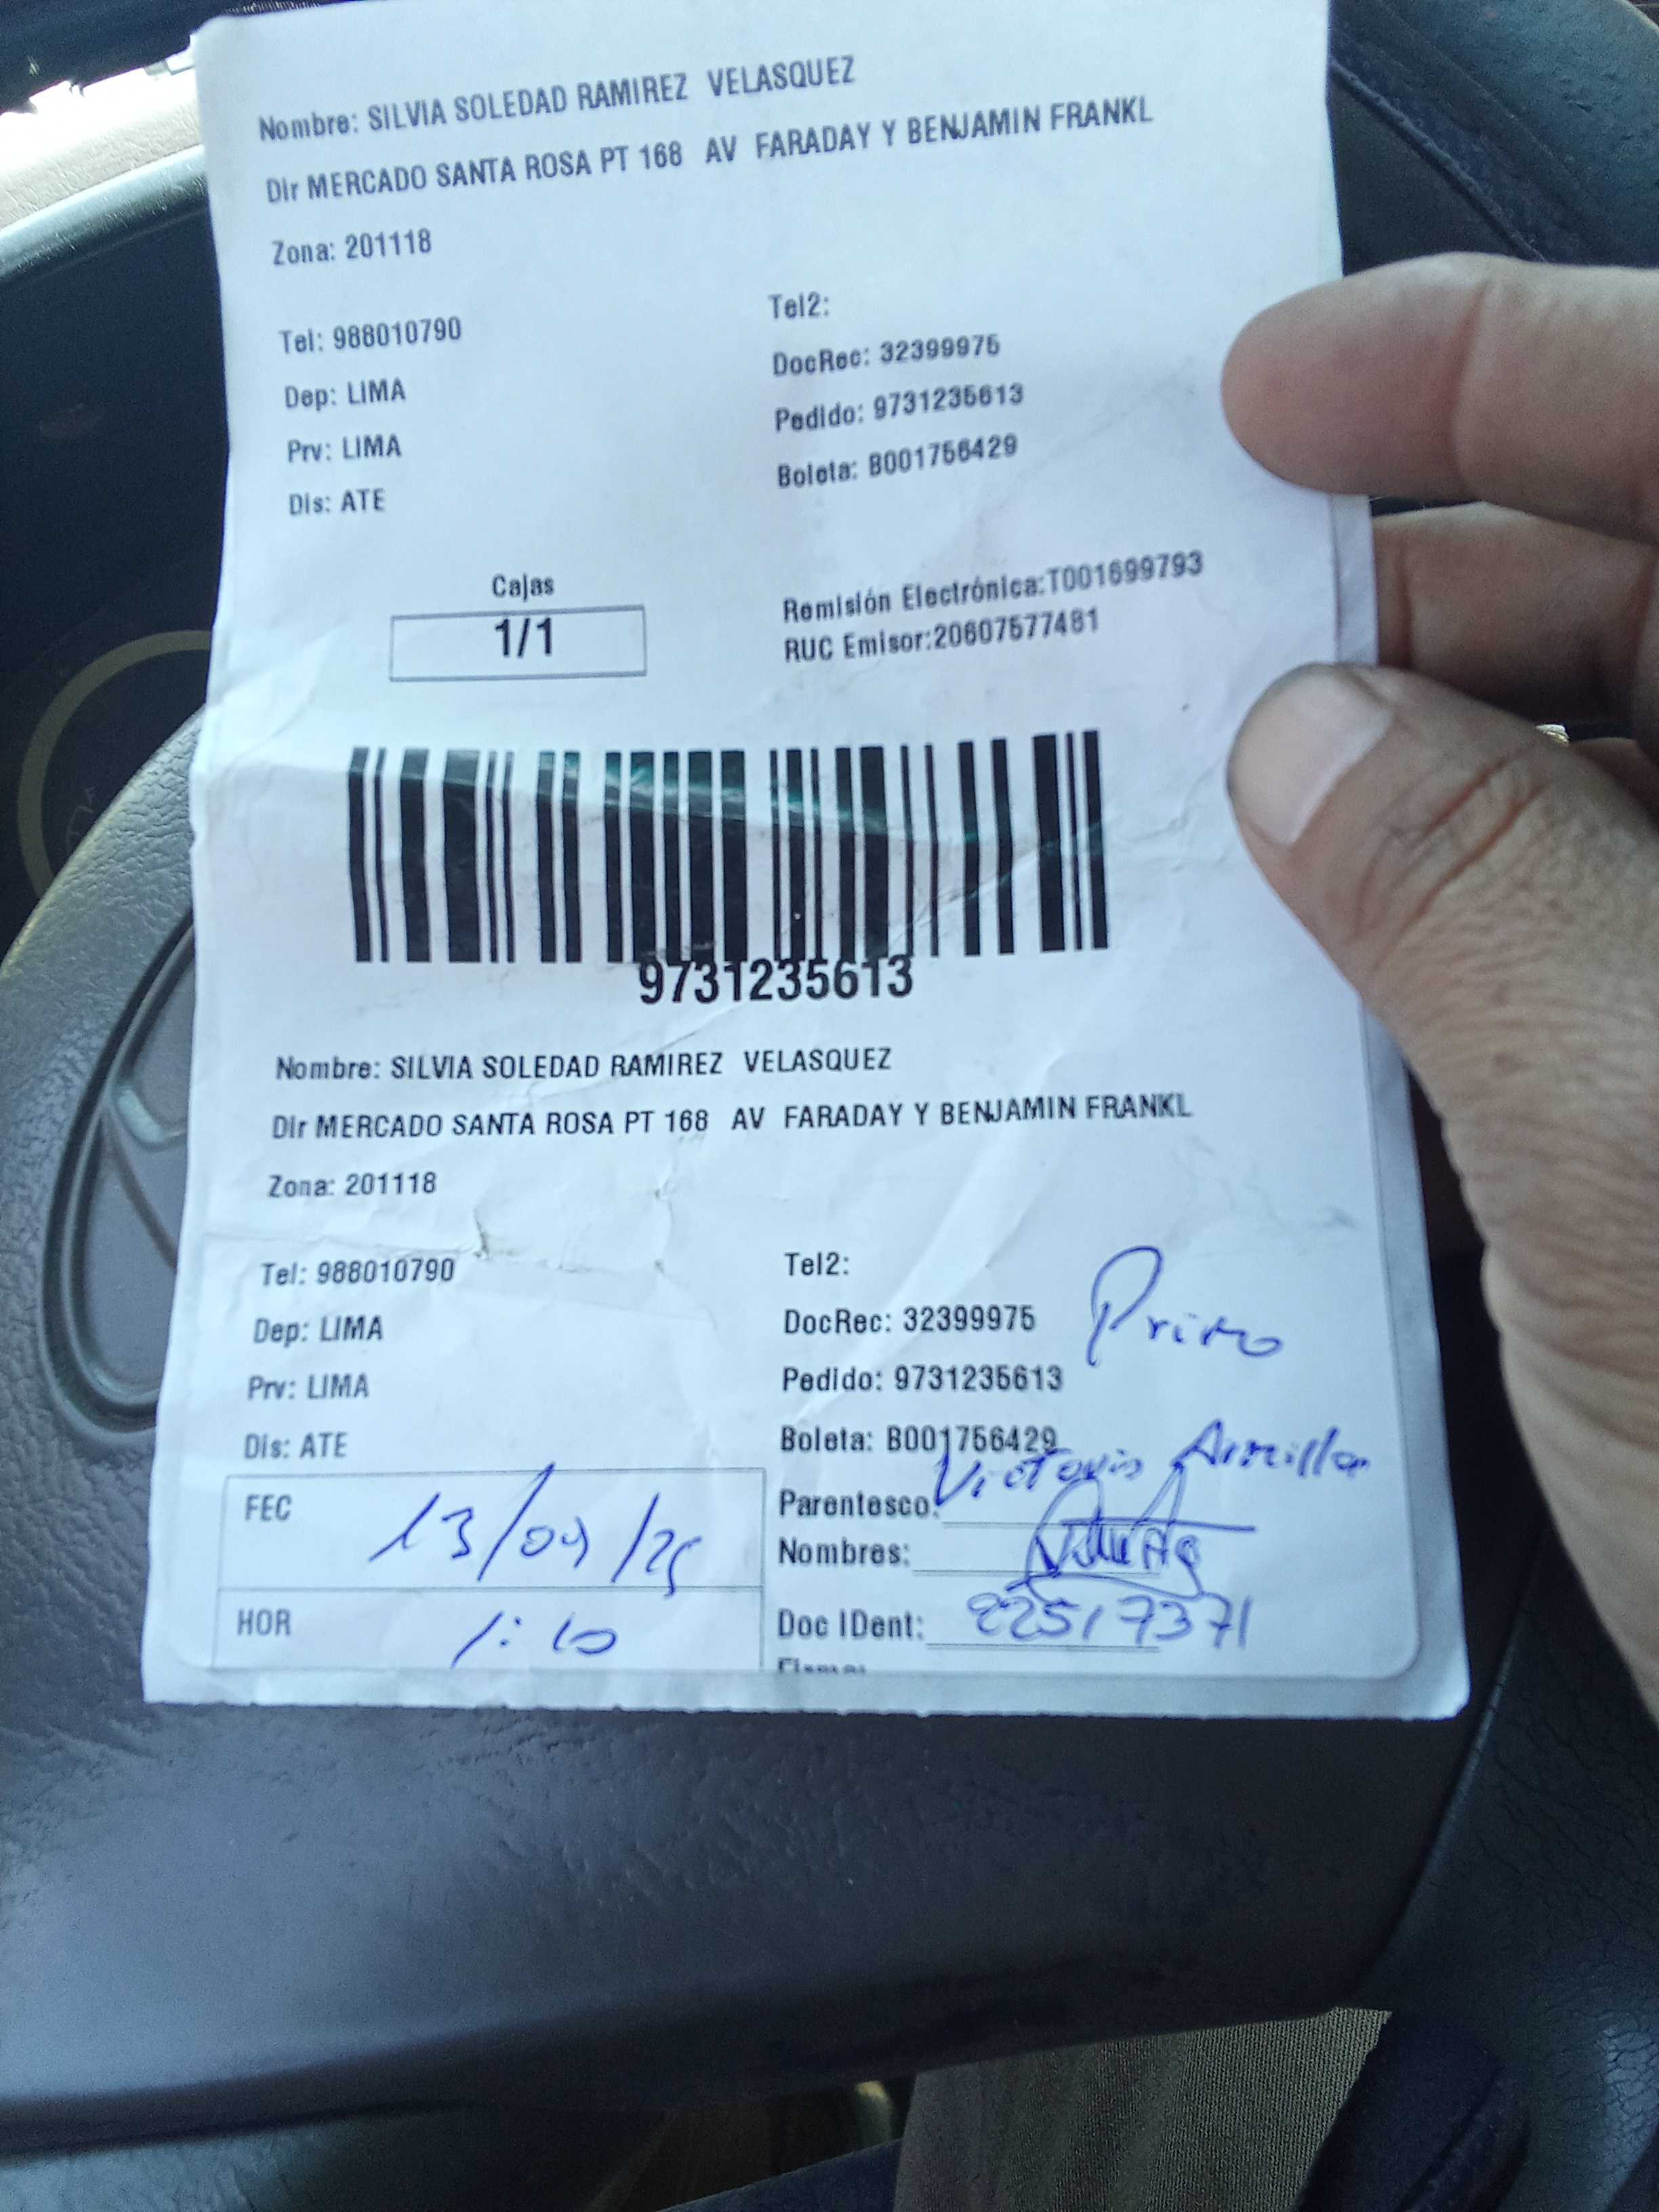 Nombre: SILVIA SOLEDAD RAMIREZ VELASQUEZ
Dir MERCADO SANTA ROSA PT 168 AV FARADAY Y BENJAMIN FRANKL
Zona: 201118
Tel: 988010790
Tel2:
Dep: LIMA
DocRec: 32399975
Prv: LIMA
Pedido: 9731235613
Dis: ATE
Boleta: B001756429
Cajas
1/1
Remisión Electrónica:T001699793
RUC Emisor:20607577481
9731235613
Nombre: SILVIA SOLEDAD RAMIREZ VELASQUEZ
Dir MERCADO SANTA ROSA PT 168 AV FARADAY Y BENJAMIN FRANKL
Zona: 201118
Tel: 988010790
Tel2:
Dep: LIMA
DocRec: 32399975
Primo
Prv: LIMA
Pedido: 9731235613
Dis: ATE
Boleta: B001756429
FEC 13/09/25
Parentesco:
Nombres:
HOR 1:10
Doc IDent: 22517371